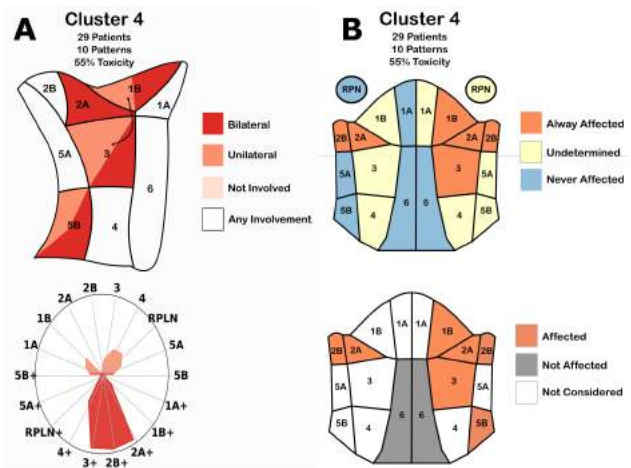 A
Cluster 4
29 Patients
10 Patterns
55% Toxicity
2B
1B
2A
1A
5A
3
6
5B
4
Bilateral
Unilateral
Not Involved
Any Involvement
2B
3
2A
4
1B
RPLN
1A
5A
5B+
5B
5A+
1A+
RPLN+
1B+
4+
2A+
3+
2B+
B
Cluster 4
29 Patients
10 Patterns
55% Toxicity
RPN
RPN
1B
1A
1A
1B
2B
2A
2A
2B
5A
3
3
5A
5B
4
6
6
4
5B
Alway Affected
Undetermined
Never Affected
1B
1A
1A
1B
2B
2A
2A
2B
5A
3
3
5A
5B
4
6
6
4
5B
Affected
Not Affected
Not Considered